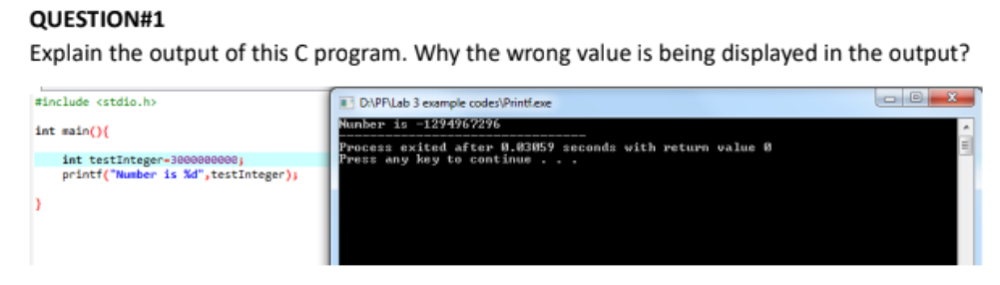 QUESTION#1
Explain the output of this C program. Why the wrong value is being displayed in the output?
#include <stdio.h>
int main(){
int testInteger=3000000000;
printf("Number is %d",testInteger);
}
D:\PF\Lab 3 example codes\Printf.exe
Number is -1294967296
Process exited after 0.03059 seconds with return value 0
Press any key to continue . . .